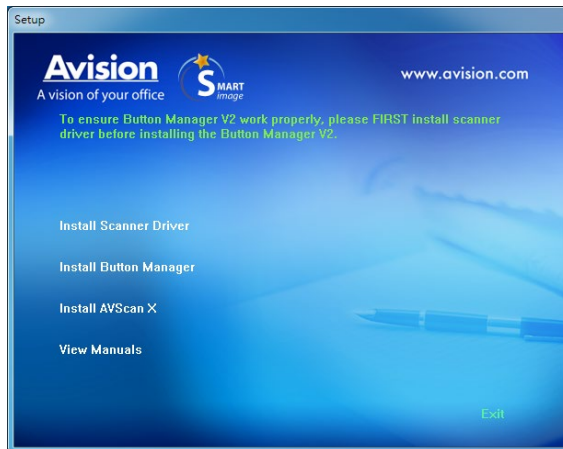 Setup
Avision
A vision of your office
SMART
image
www.avision.com
To ensure Button Manager V2 work properly, please FIRST install scanner
driver before installing the Button Manager V2.
Install Scanner Driver
Install Button Manager
Install AVScan X
View Manuals
Exit